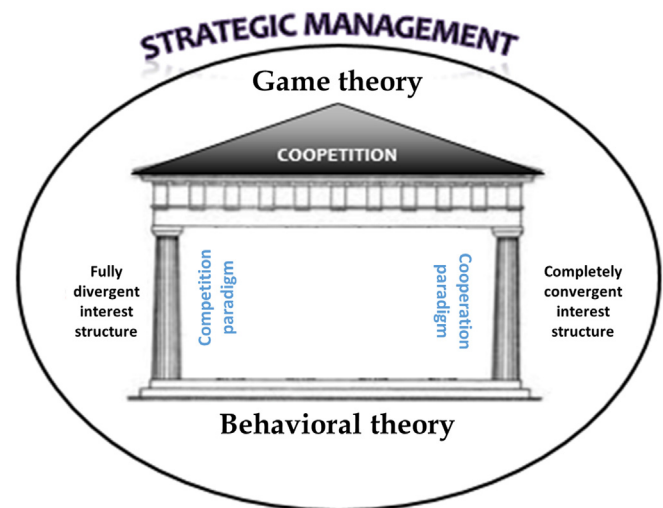 STRATEGIC MANAGEMENT
Game theory
COOPETITION
Fully
divergent
interest
structure
Competition
paradigm
Cooperation
paradigm
Completely
convergent
interest
structure
Behavioral theory